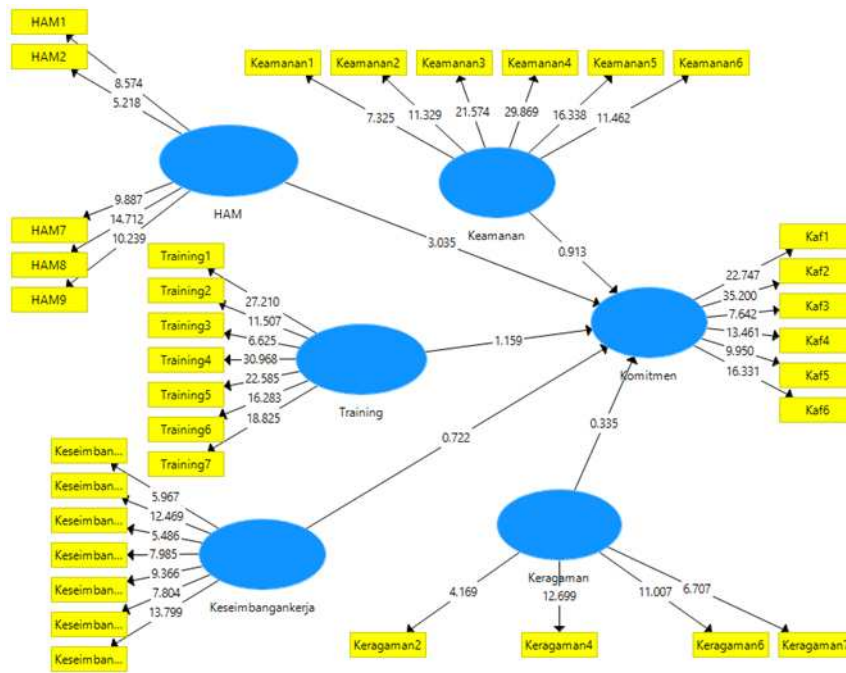 HAM1
HAM2
8.574
5.218
HAM
9.887
14.712
10.239
HAM7
HAM8
HAM9
Keamanan1
Keamanan2
Keamanan3
Keamanan4
Keamanan5
Keamanan6
7.325
11.329
21.574
29.869
16.338
11.462
Keamanan
3.035
0.913
Training1
Training2
Training3
Training4
Training5
Training6
Training7
27.210
11.507
6.625
30.968
22.585
16.283
18.825
Training
1.159
Kaf1
Kaf2
Kaf3
Kaf4
Kaf5
Kaf6
22.747
35.200
7.642
13.461
9.950
16.331
Komitmen
0.722
0.335
Keseimban...
Keseimban...
Keseimban...
Keseimban...
Keseimban...
Keseimban...
Keseimban...
5.967
12.469
5.486
7.985
9.366
7.804
13.799
Keseimbangankerja
Keragaman
4.169
12.699
11.007
6.707
Keragaman2
Keragaman4
Keragaman6
Keragaman7